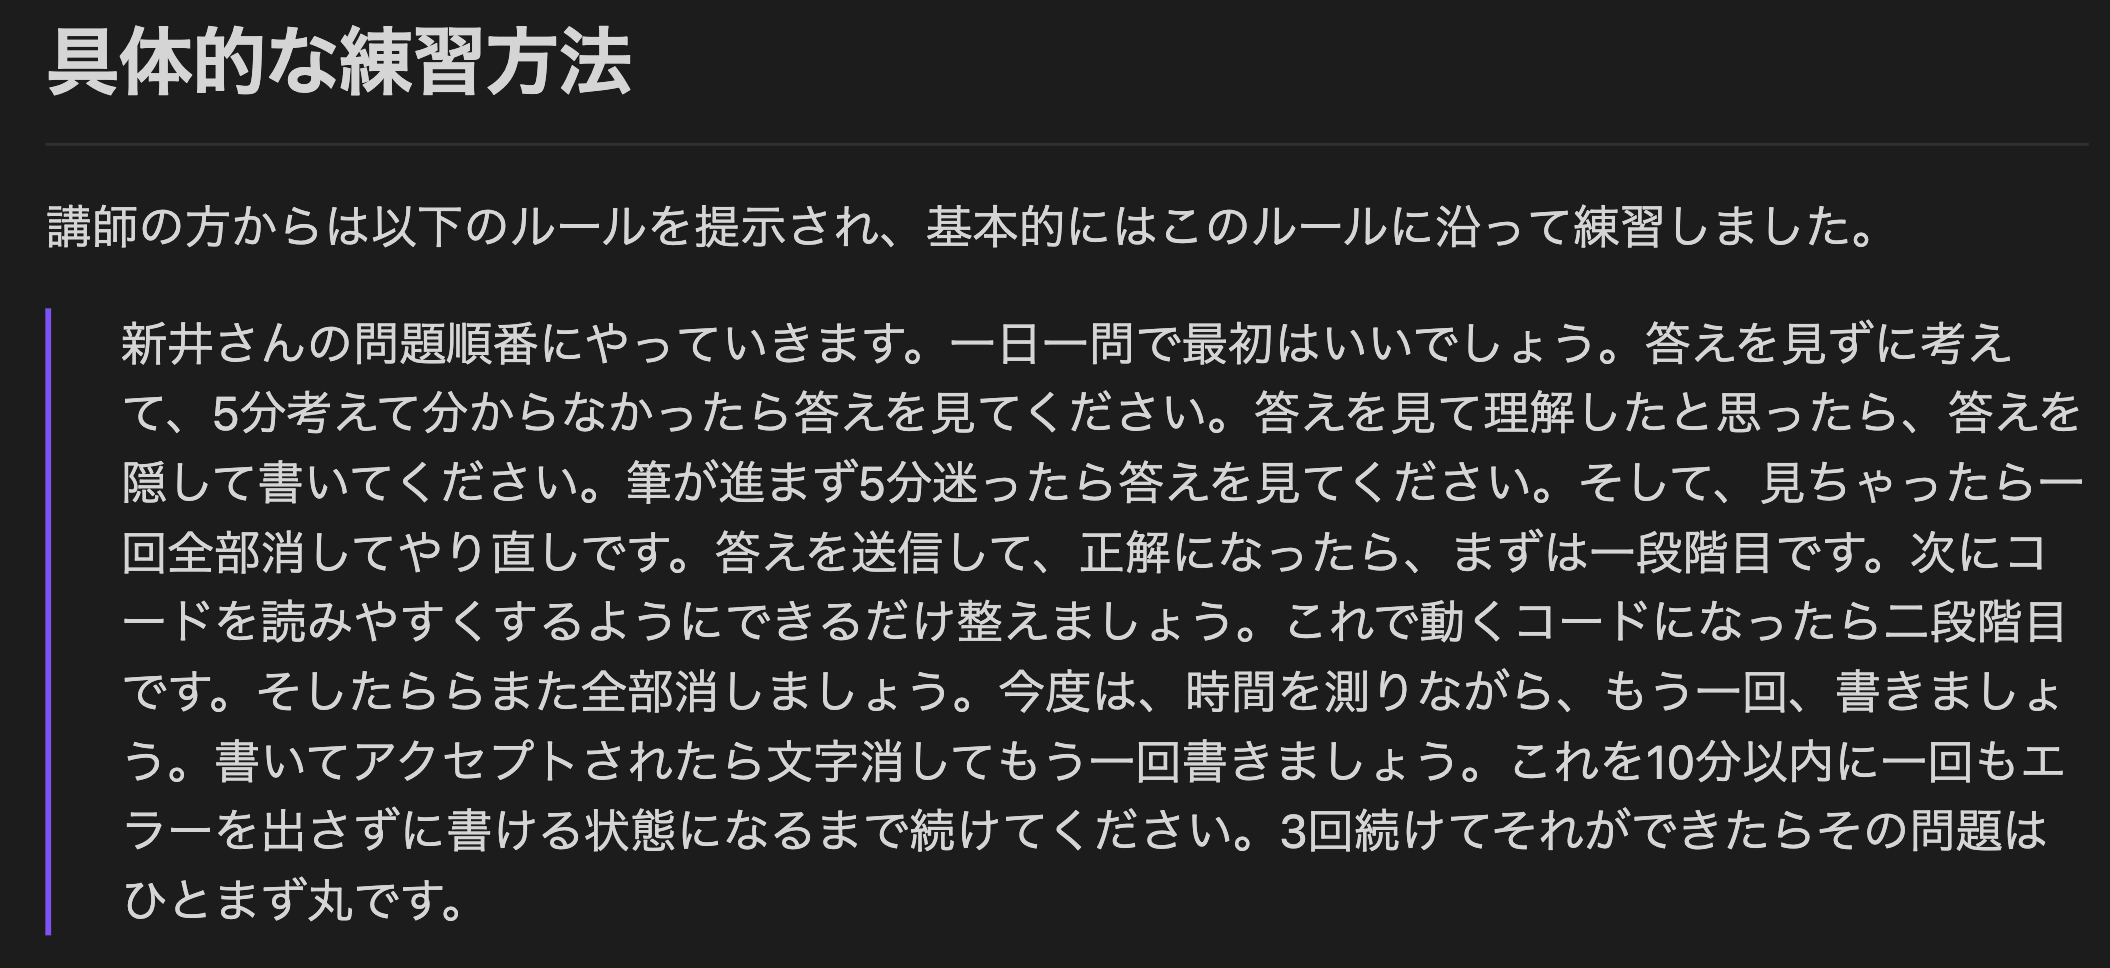 具体的な練習方法
講師の方からは以下のルールを提示され、基本的にはこのルールに沿って練習しました。
新井さんの問題順番にやっていきます。一日一問で最初はいいでしょう。答えを見ずに考え
て、5分考えて分からなかったら答えを見てください。答えを見て理解したと思ったら、答えを
隠して書いてください。筆が進まず5分迷ったら答えを見てください。そして、見ちゃったら一
回全部消してやり直しです。答えを送信して、正解になったら、まずは一段階目です。次にコ
ードを読みやすくするようにできるだけ整えましょう。これで動くコードになったら二段階目
です。そしたららまた全部消しましょう。今度は、時間を測りながら、もう一回、書きましょ
う。書いてアクセプトされたら文字消してもう一回書きましょう。これを10分以内に一回もエ
ラーを出さずに書ける状態になるまで続けてください。3回続けてそれができたらその問題は
ひとまず丸です。